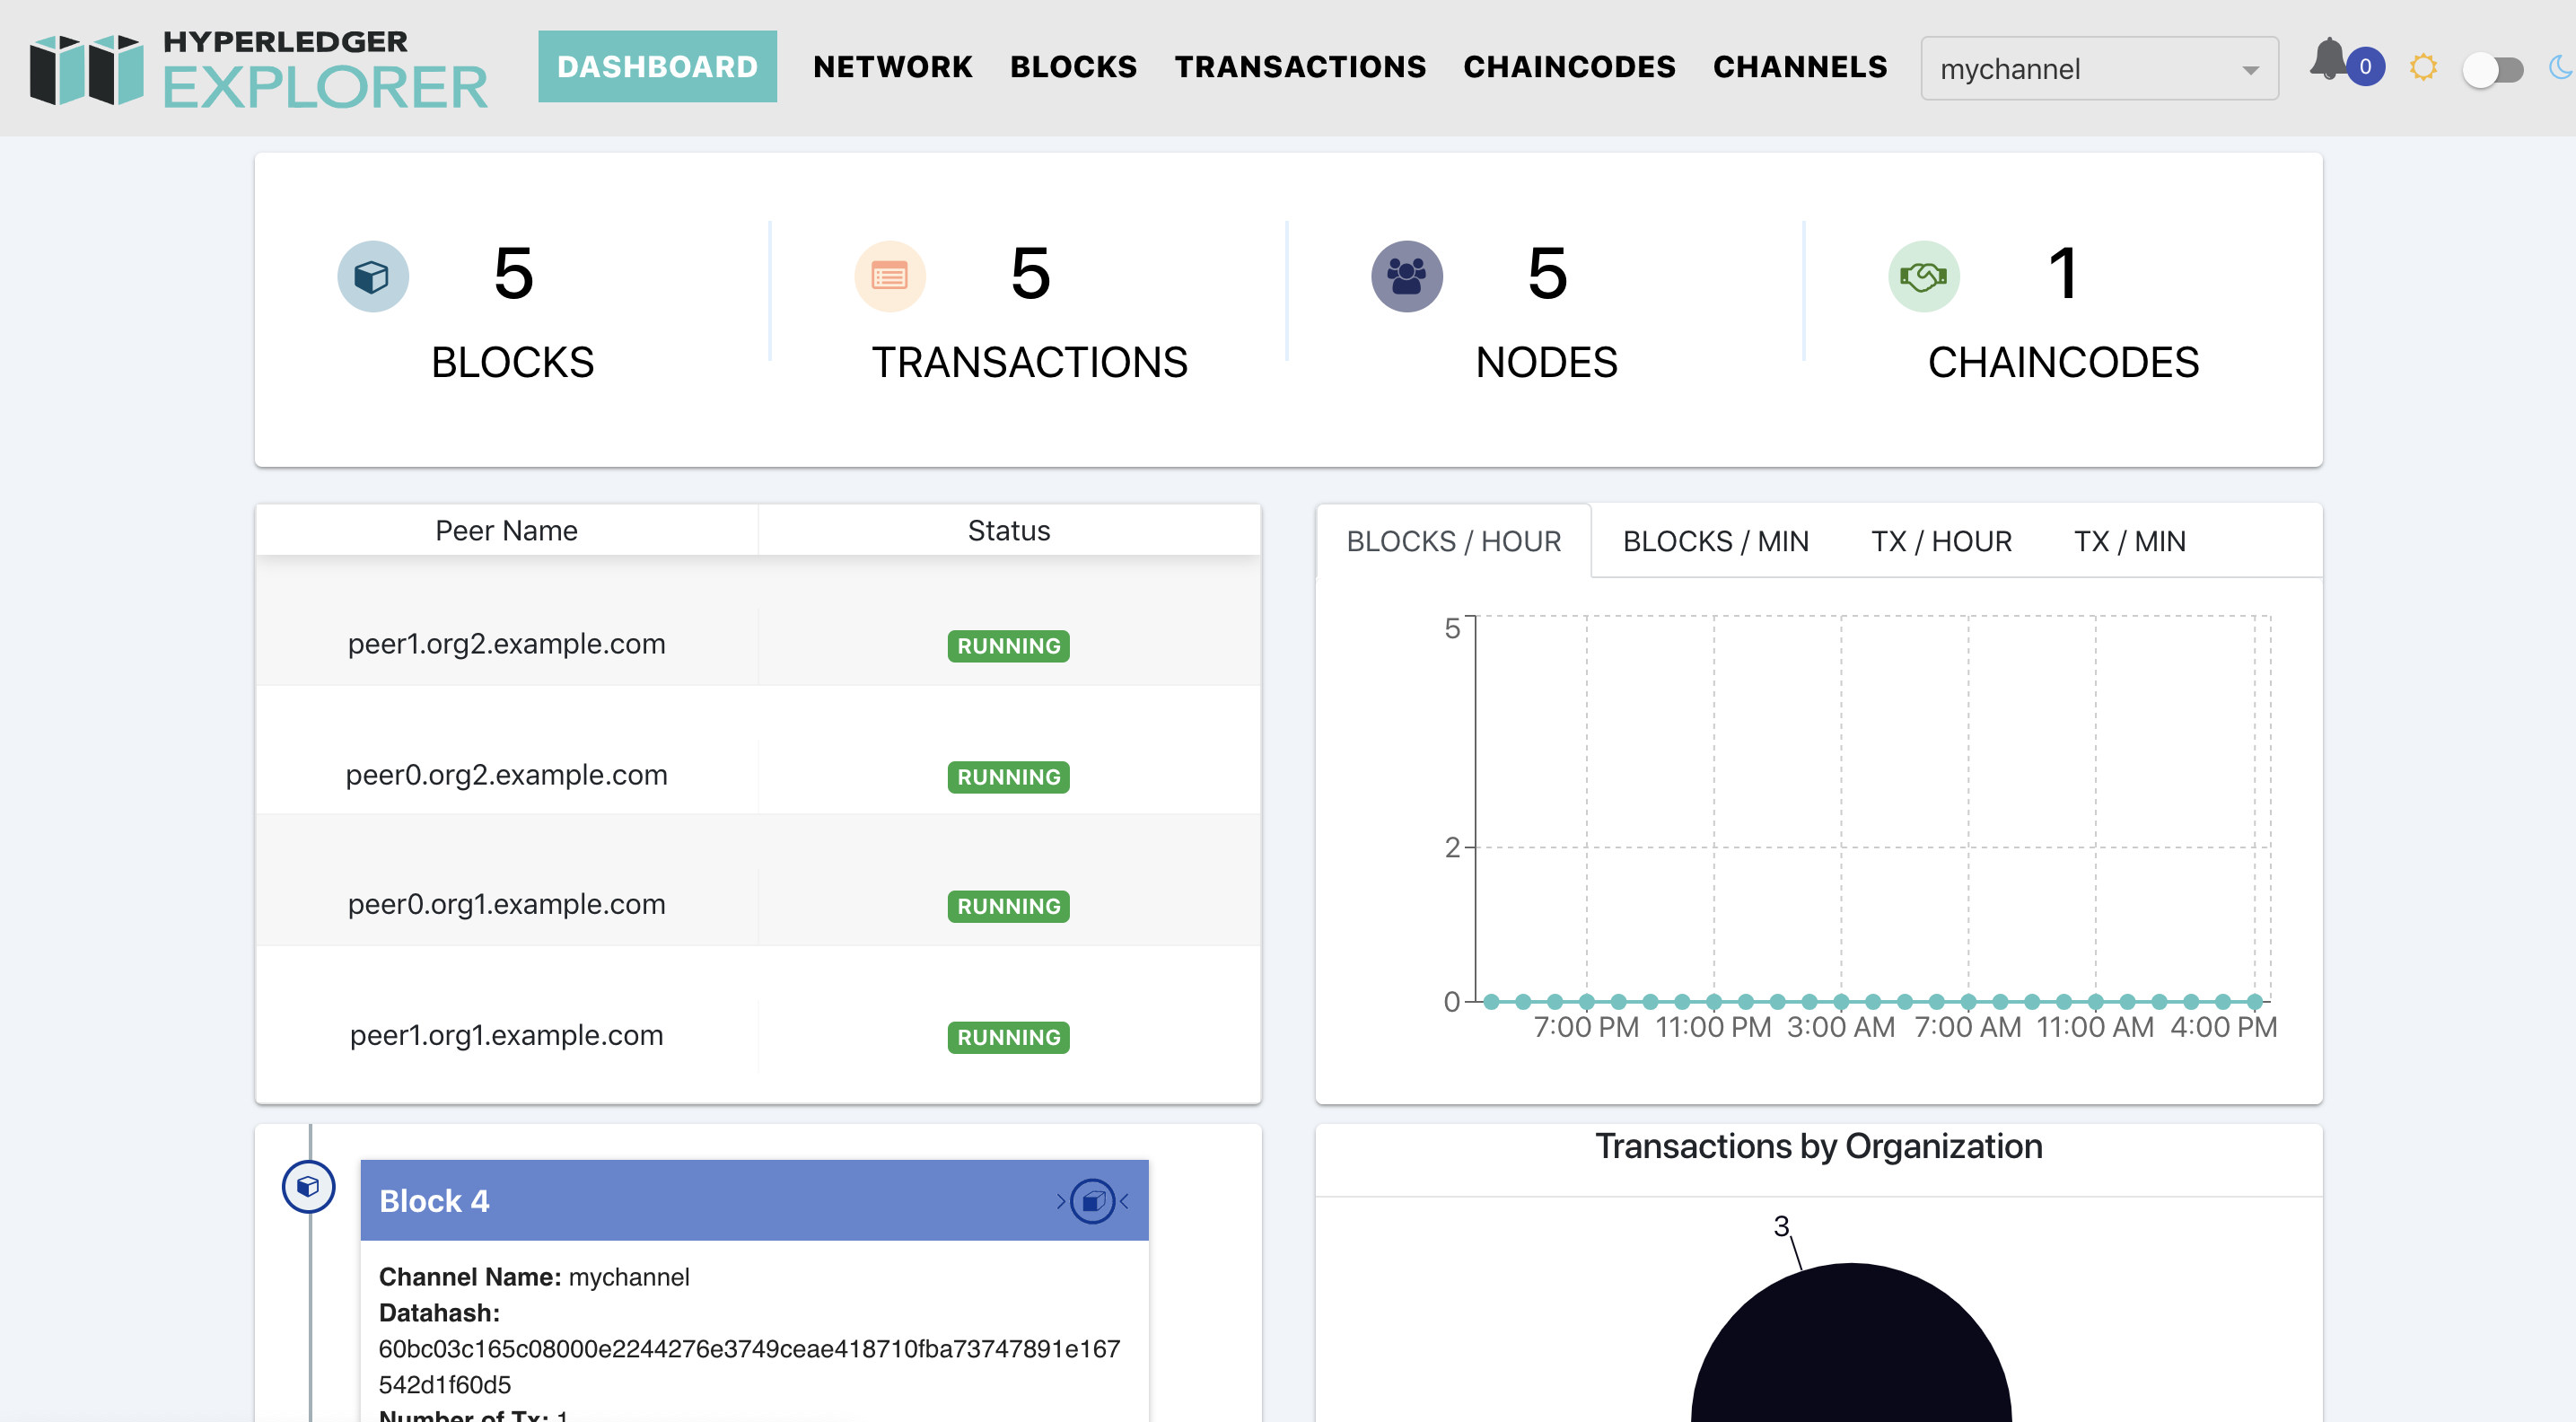 HYPERLEDGER
EXPLORER
DASHBOARD NETWORK BLOCKS TRANSACTIONS CHAINCODES CHANNELS mychannel 0
5
BLOCKS
5
TRANSACTIONS
5
NODES
1
CHAINCODES
Peer Name Status
peer1.org2.example.com RUNNING
peer0.org2.example.com RUNNING
peer0.org1.example.com RUNNING
peer1.org1.example.com RUNNING
BLOCKS / HOUR BLOCKS / MIN TX / HOUR TX / MIN
5
2
0
7:00 PM 11:00 PM 3:00 AM 7:00 AM 11:00 AM 4:00 PM
Block 4
Channel Name: mychannel
Datahash:
60bc03c165c08000e2244276e3749ceae418710fba73747891e167
542d1f60d5
Number of Tx: 1
Transactions by Organization
3